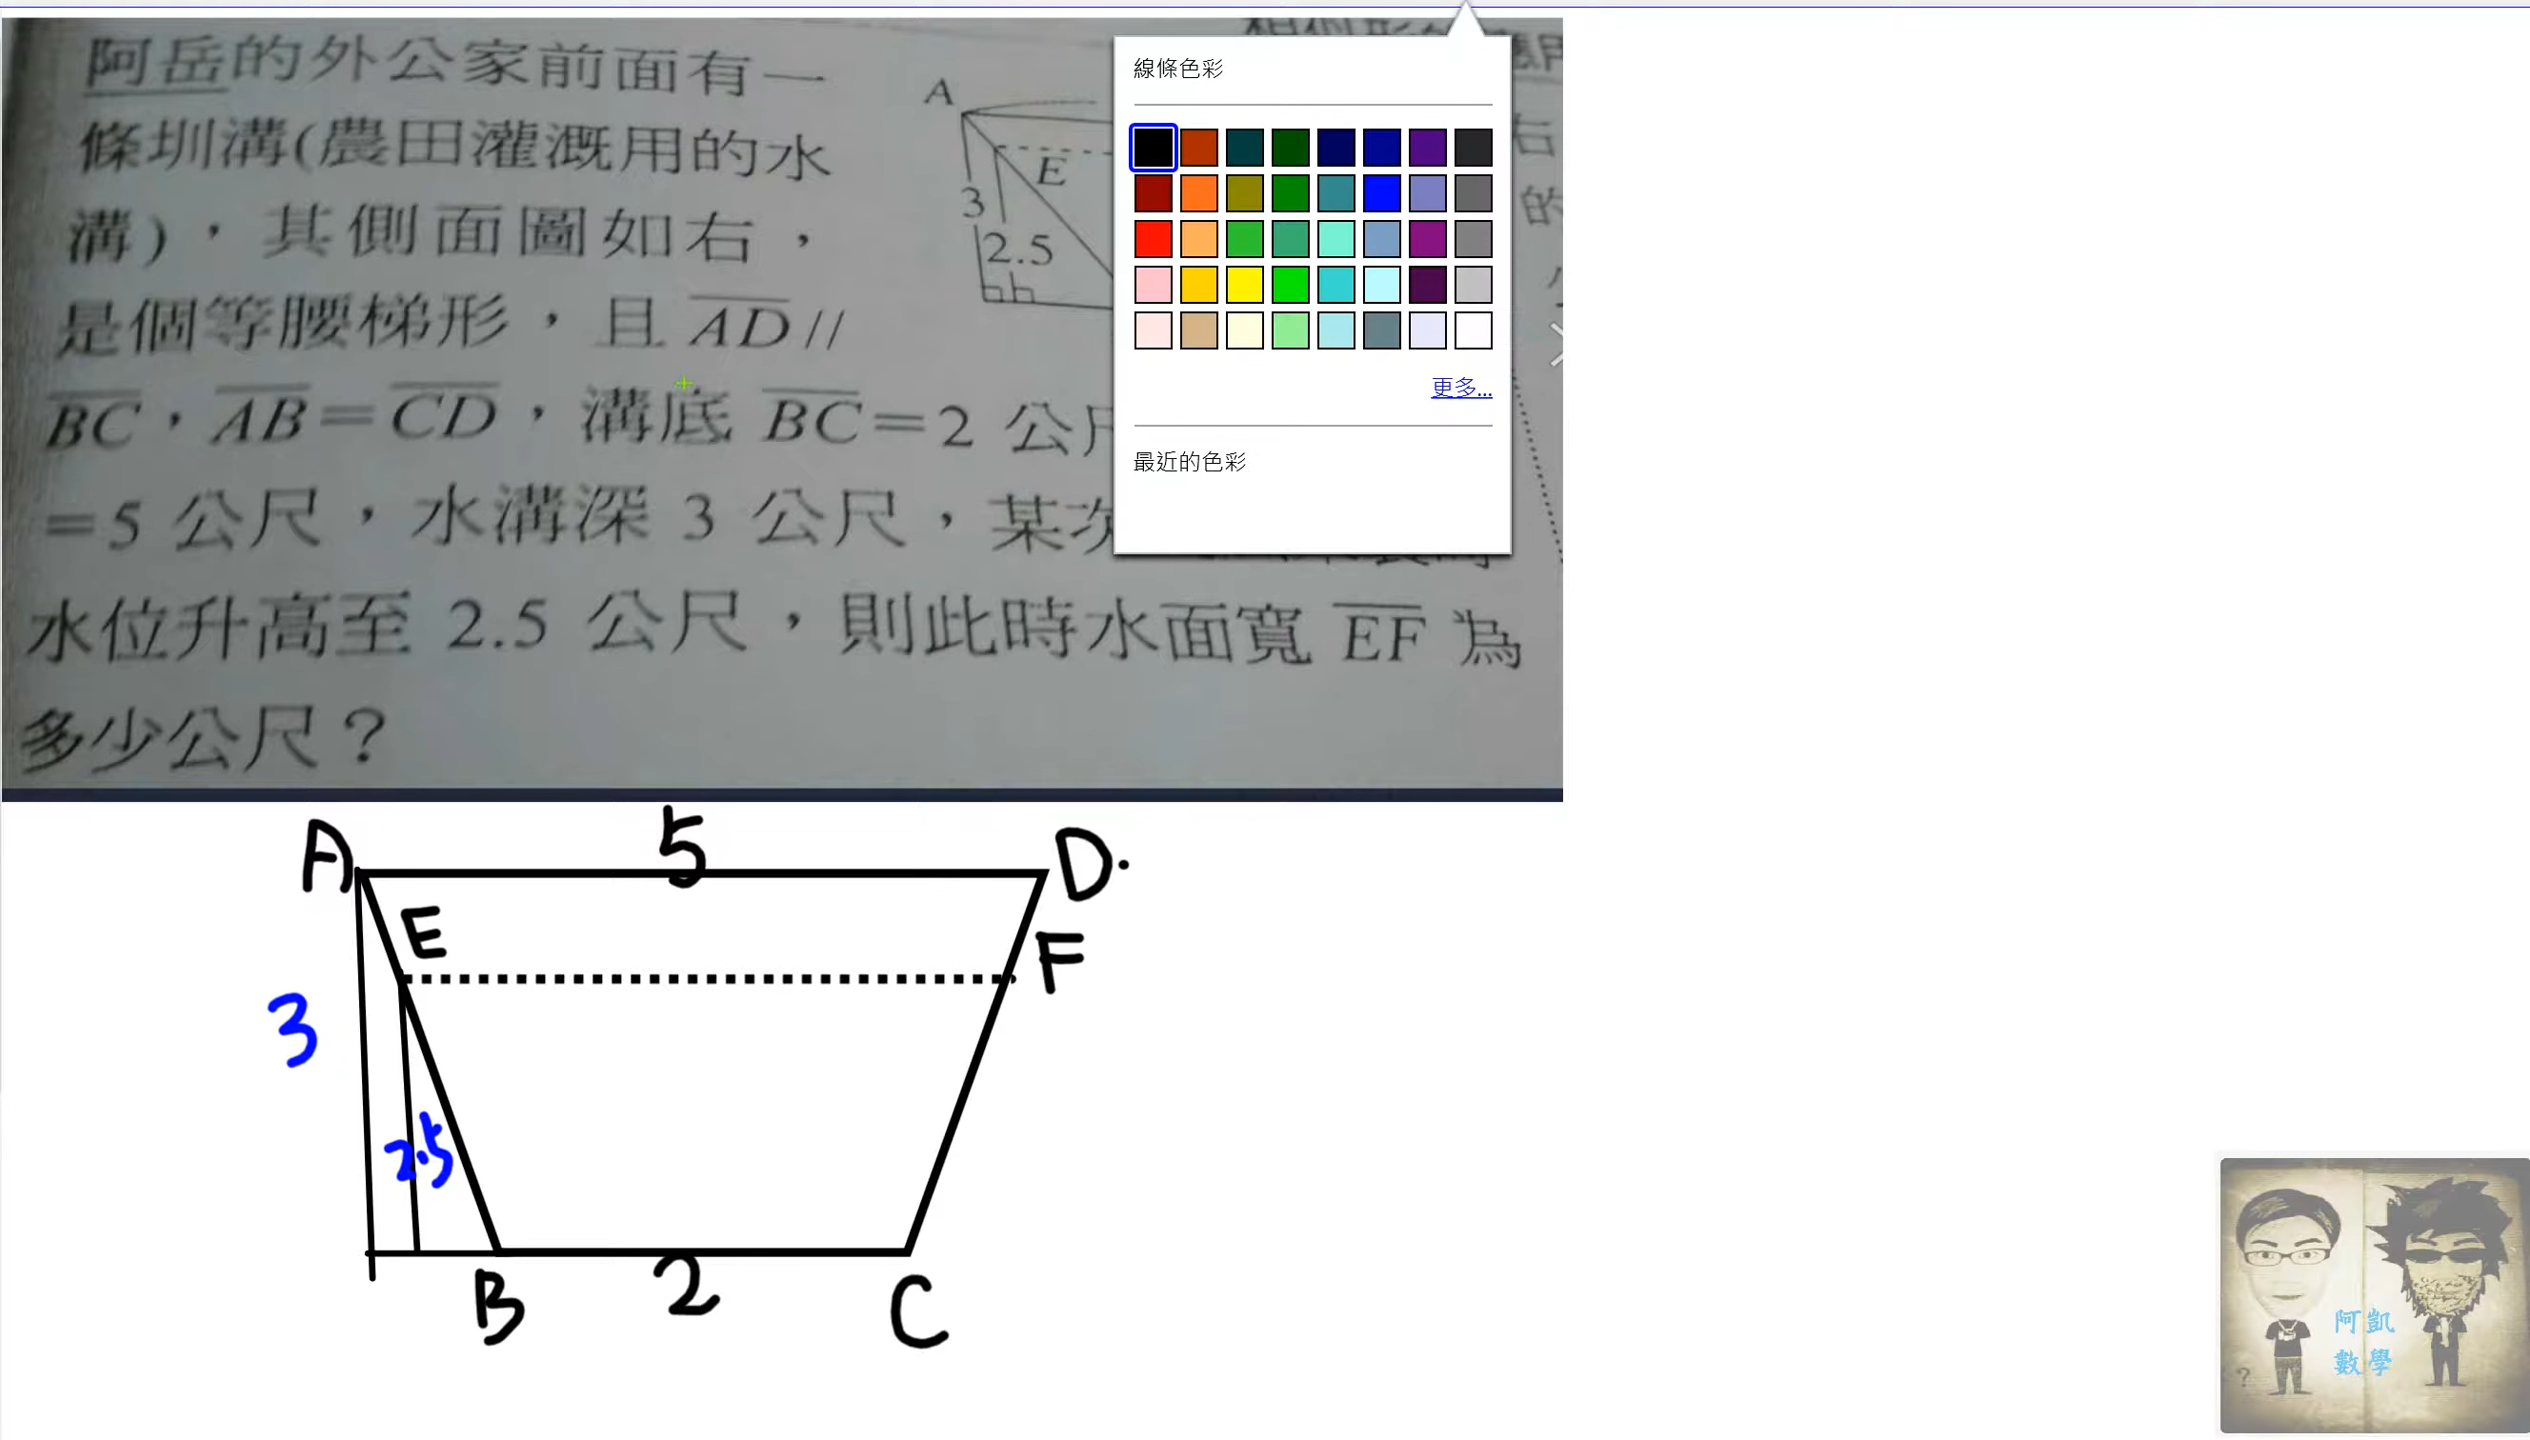 阿岳的外公家前面有一
條圳溝(農田灌溉用的水
溝),其側面圖如右,
是個等腰梯形,且 AD//
BC,AB=CD,溝底 BC=2 公尺
=5 公尺,水溝深 3 公尺,某次
水位升高至 2.5 公尺,則此時水面寬 EF 為
多少公尺?
A
E
3
2.5
線條色彩
更多...
最近的色彩
右
的
A
5
D
E
F
3
2.5
B
2
C
阿凱
數學
?